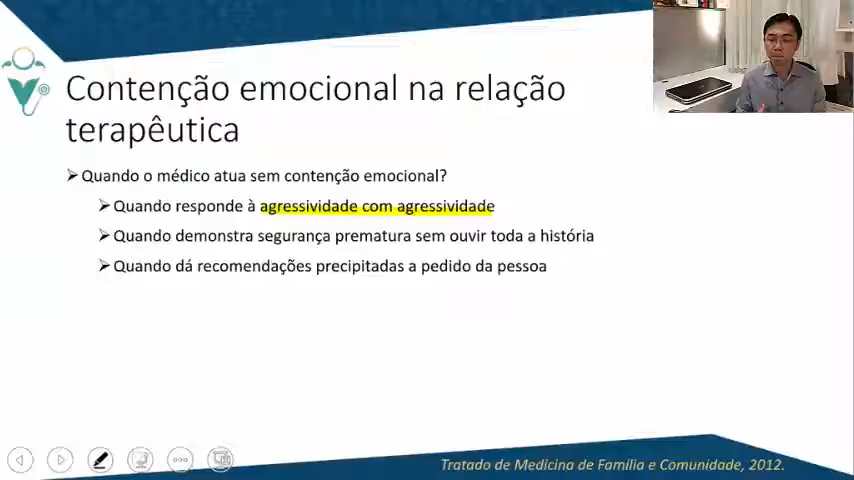 Contenção emocional na relação
terapêutica
Quando o médico atua sem contenção emocional?
Quando responde à agressividade com agressividade
Quando demonstra segurança prematura sem ouvir toda a história
Quando dá recomendações precipitadas a pedido da pessoa
Tratado de Medicina de Família e Comunidade, 2012.